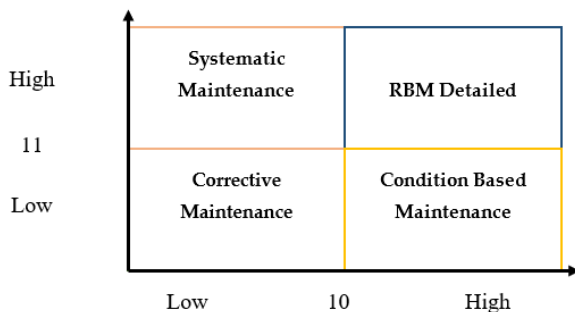 High
Systematic
Maintenance
RBM Detailed
11
Low
Corrective
Maintenance
Condition Based
Maintenance
Low 10 High